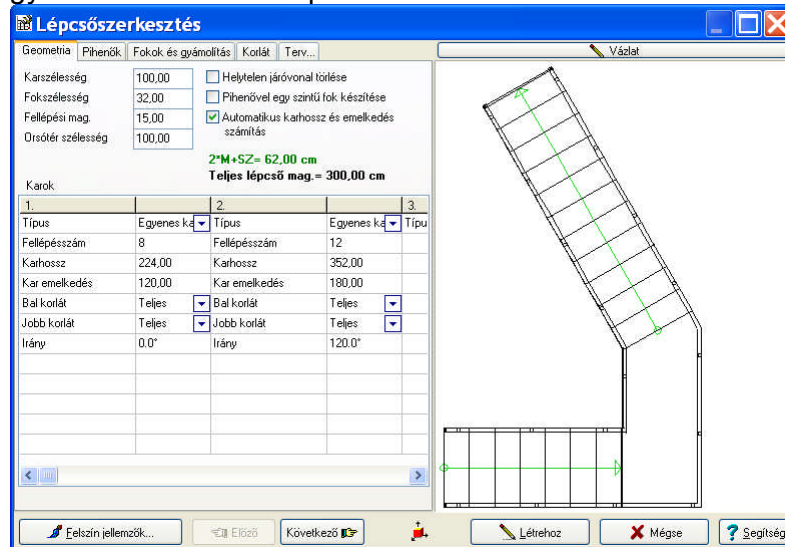 Lépcsőszerkesztés
Geometria Pihenők Fokok és gyámolítás Korlát Terv...
Vázlat
Karszélesség 100,00 Helytelen járóvonal törlése
Fokszélesség 32,00 Pihenővel egy szintű fok készítése
Fellépési mag. 15,00 Automatikus karhossz és emelkedés
Orsótér szélesség 100,00 számítás
2*M+SZ= 62,00 cm
Teljes lépcső mag.= 300,00 cm
Karok
1. 2. 3.
Típus Egyenes ka Típus Egyenes ka Típu
Fellépésszám 8 Fellépésszám 12
Karhossz 224,00 Karhossz 352,00
Kar emelkedés 120,00 Kar emelkedés 180,00
Bal korlát Teljes Bal korlát Teljes
Jobb korlát Teljes Jobb korlát Teljes
Irány 0.0° Irány 120.0°
Felszín jellemzők... Előző Következő Létrehoz Mégse Segítség